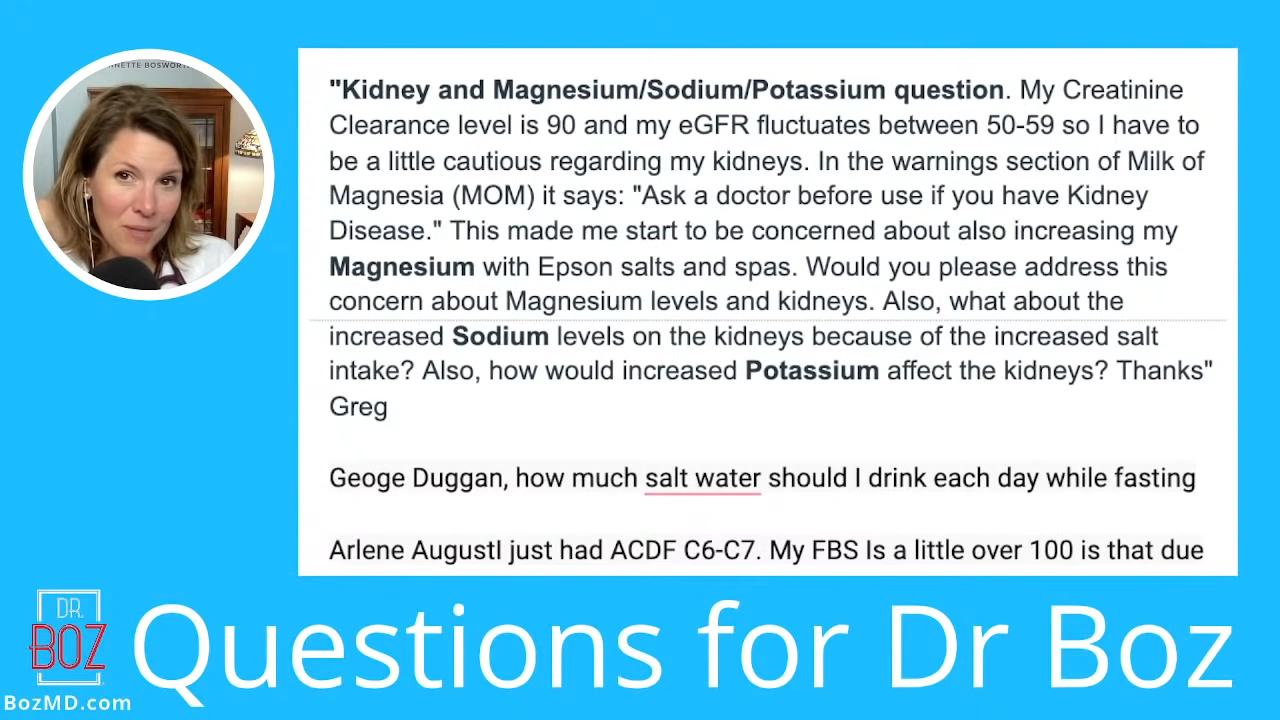 NNETTE BOSWORTH
"Kidney and Magnesium/Sodium/Potassium question. My Creatinine
Clearance level is 90 and my eGFR fluctuates between 50-59 so I have to
be a little cautious regarding my kidneys. In the warnings section of Milk of
Magnesia (MOM) it says: "Ask a doctor before use if you have Kidney
Disease." This made me start to be concerned about also increasing my
Magnesium with Epson salts and spas. Would you please address this
concern about Magnesium levels and kidneys. Also, what about the
increased Sodium levels on the kidneys because of the increased salt
intake? Also, how would increased Potassium affect the kidneys? Thanks"
Greg
Geoge Duggan, how much salt water should I drink each day while fasting
Arlene AugustI just had ACDF C6-C7. My FBS Is a little over 100 is that due
DR.
BOZ
Questions for Dr Boz
BozMD.com